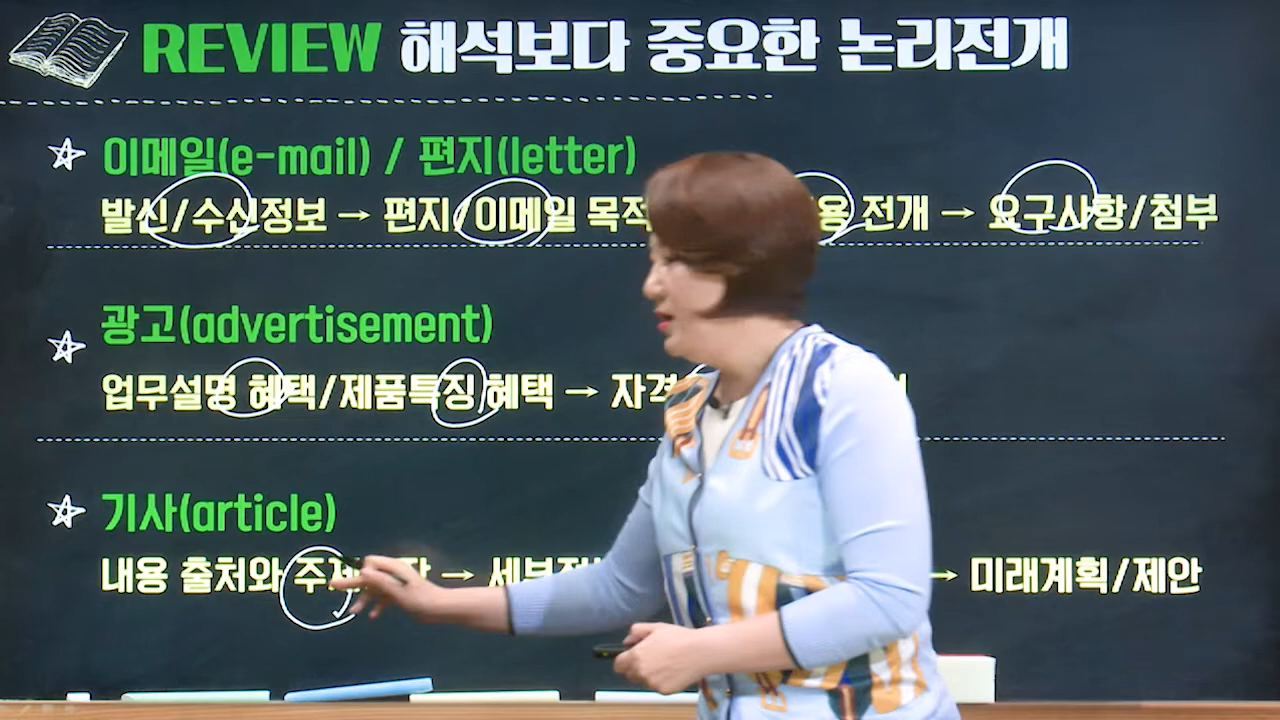 REVIEW 해석보다 중요한 논리전개
이메일(e-mail) / 편지(letter)
발신/수신정보 → 편지/이메일 목적 전개 → 요구사항/첨부
광고(advertisement)
업무설명 혜택/제품특징 혜택 →
기사(article)
내용 출처와 → → 미래계획/제안